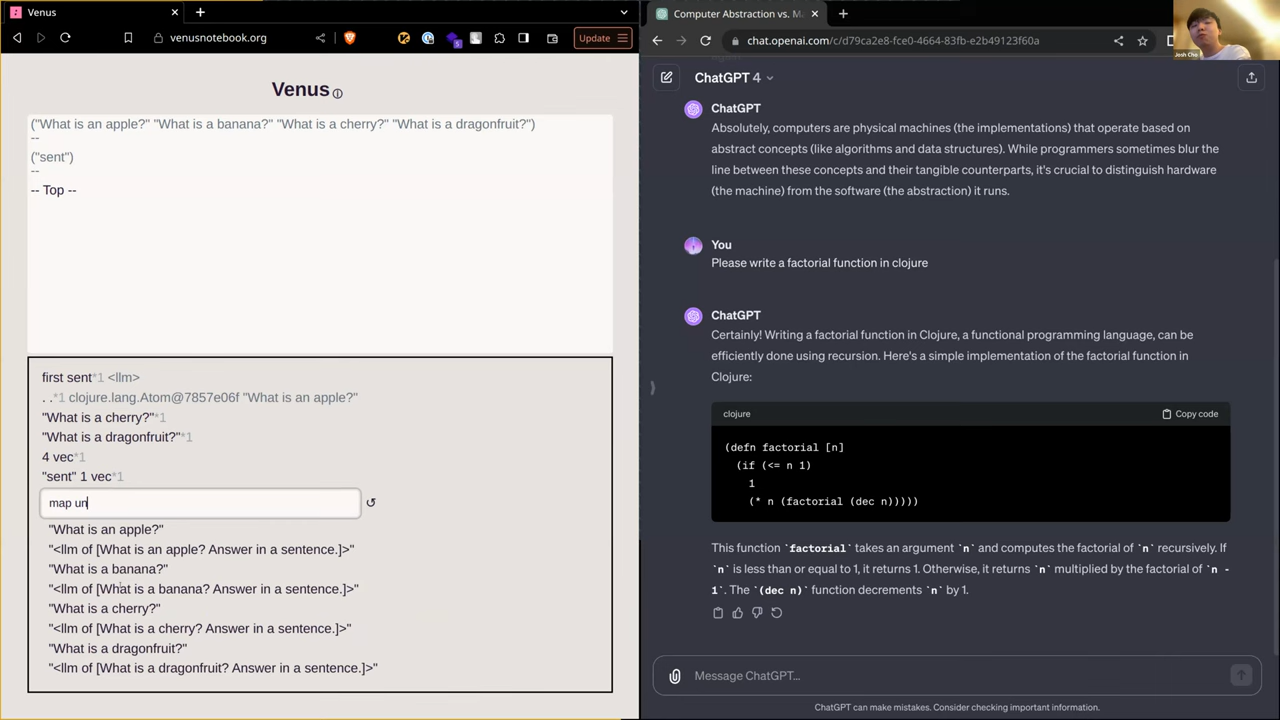 Venus
venusnotebook.org
Update
Venus
("What is an apple?" "What is a banana?" "What is a cherry?" "What is a dragonfruit?")
--
("sent")
--
-- Top --
first sent*1 <llm>
. .*1 clojure.lang.Atom@7857e06f "What is an apple?"
"What is a cherry?"*1
"What is a dragonfruit?"*1
4 vec*1
"sent" 1 vec*1
map un
"What is an apple?"
"<llm of [What is an apple? Answer in a sentence.]>"
"What is a banana?"
"<llm of [What is a banana? Answer in a sentence.]>"
"What is a cherry?"
"<llm of [What is a cherry? Answer in a sentence.]>"
"What is a dragonfruit?"
"<llm of [What is a dragonfruit? Answer in a sentence.]>"
Computer Abstraction vs. Ma
chat.openai.com/c/d79ca2e8-fce0-4664-83fb-e2b49123f60a
Josh Cho
ChatGPT 4
ChatGPT
Absolutely, computers are physical machines (the implementations) that operate based on
abstract concepts (like algorithms and data structures). While programmers sometimes blur the
line between these concepts and their tangible counterparts, it's crucial to distinguish hardware
(the machine) from the software (the abstraction) it runs.
You
Please write a factorial function in clojure
ChatGPT
Certainly! Writing a factorial function in Clojure, a functional programming language, can be
efficiently done using recursion. Here's a simple implementation of the factorial function in
Clojure:
clojure
Copy code
(defn factorial [n]
(if (<= n 1)
1
(* n (factorial (dec n)))))
This function `factorial` takes an argument `n` and computes the factorial of `n` recursively. If
`n` is less than or equal to 1, it returns 1. Otherwise, it returns `n` multiplied by the factorial of `n -
1`. The `(dec n)` function decrements `n` by 1.
Message ChatGPT...
ChatGPT can make mistakes. Consider checking important information.